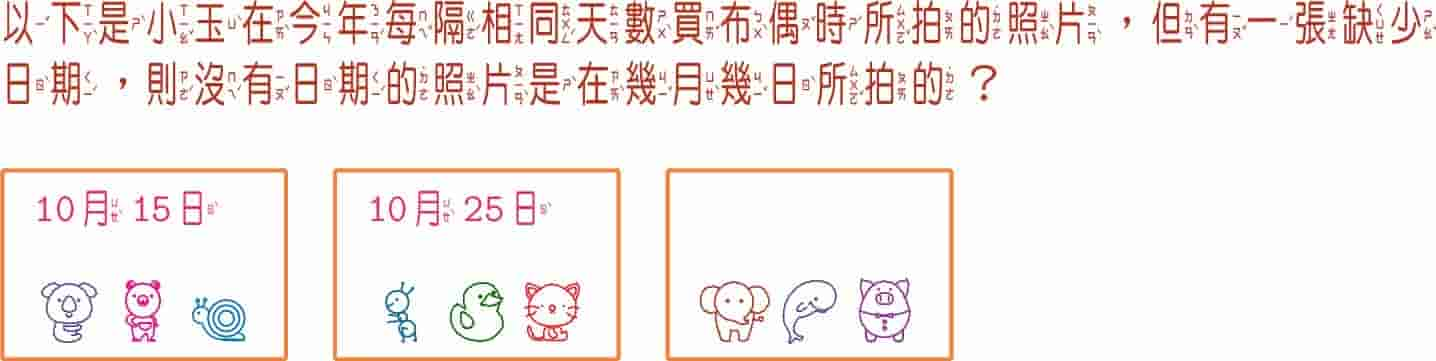 以下是小玉在今年每隔相同天數買布偶時所拍的照片，但有一張缺少
日期，則沒有日期的照片是在幾月幾日所拍的？
10月15日
10月25日